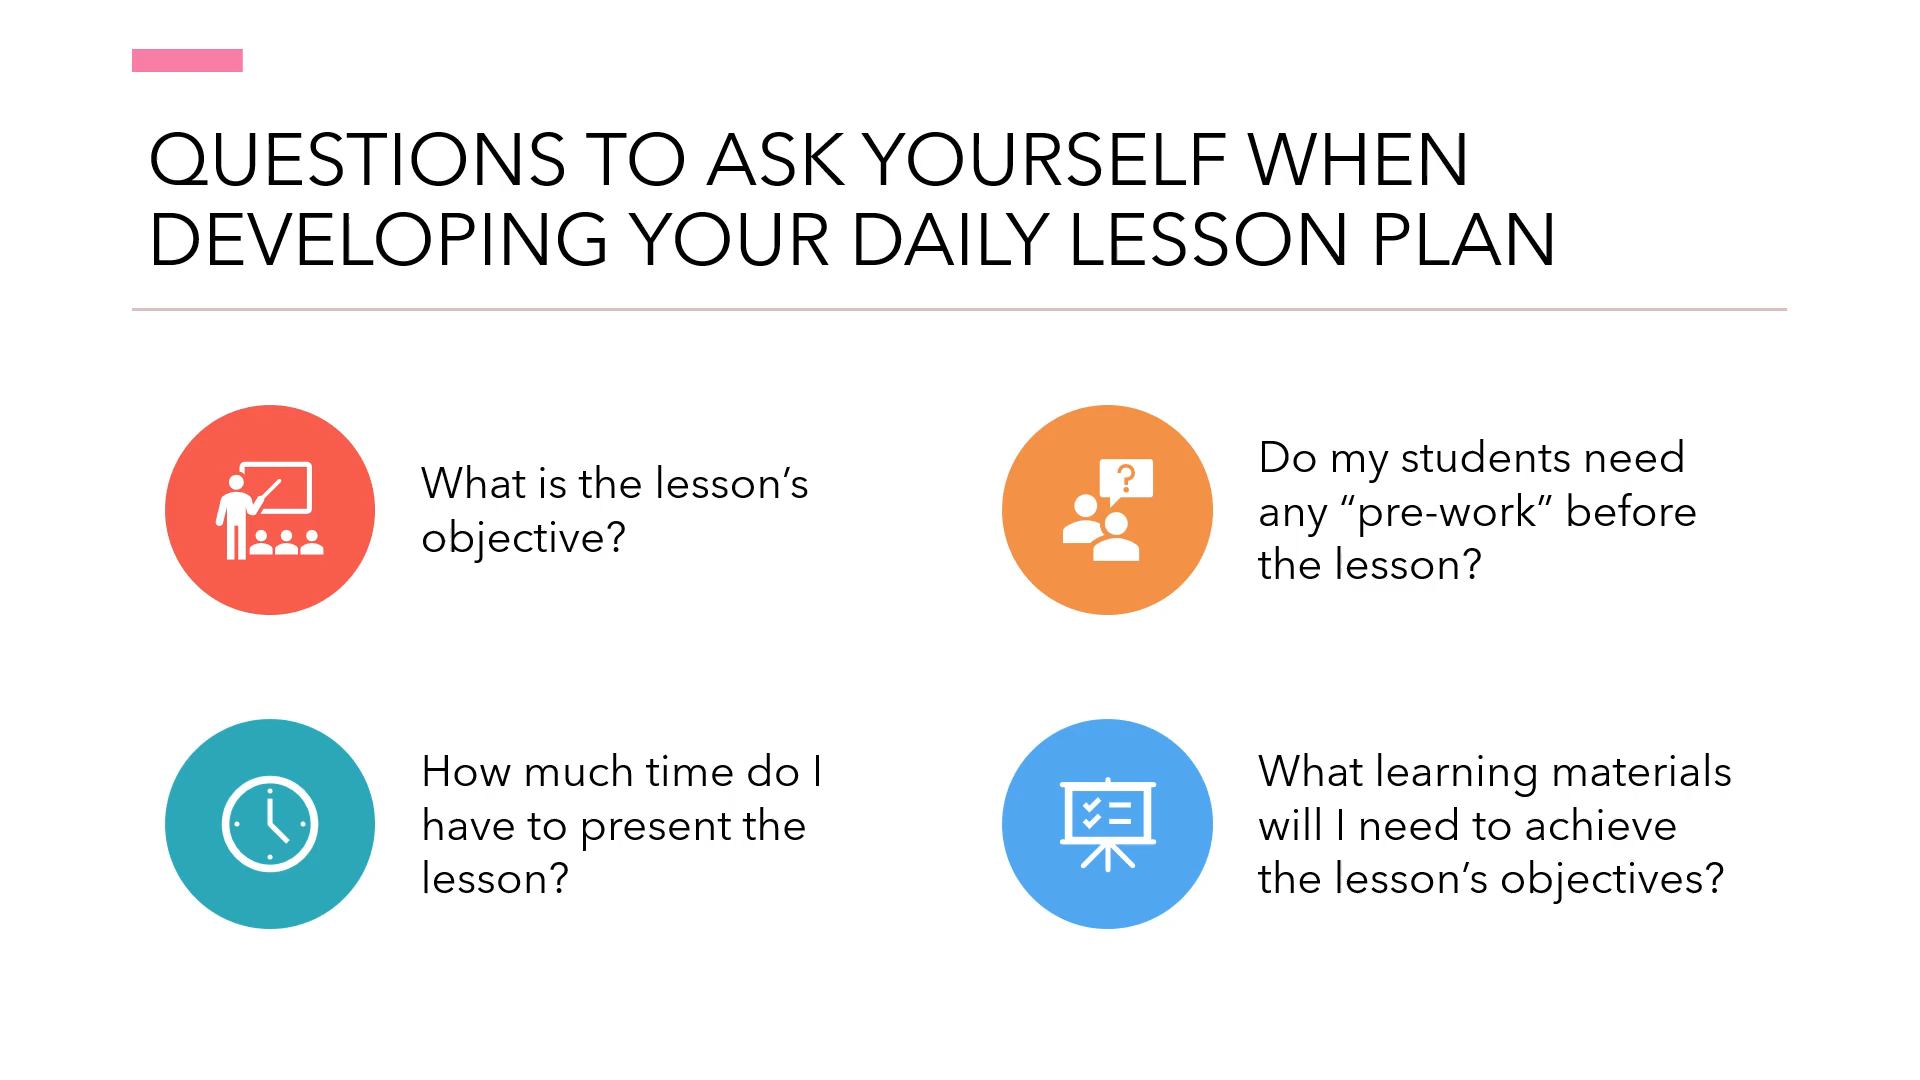 QUESTIONS TO ASK YOURSELF WHEN
DEVELOPING YOUR DAILY LESSON PLAN
What is the lesson’s
objective?
Do my students need
any “pre-work” before
the lesson?
?
How much time do I
have to present the
lesson?
What learning materials
will I need to achieve
the lesson’s objectives?